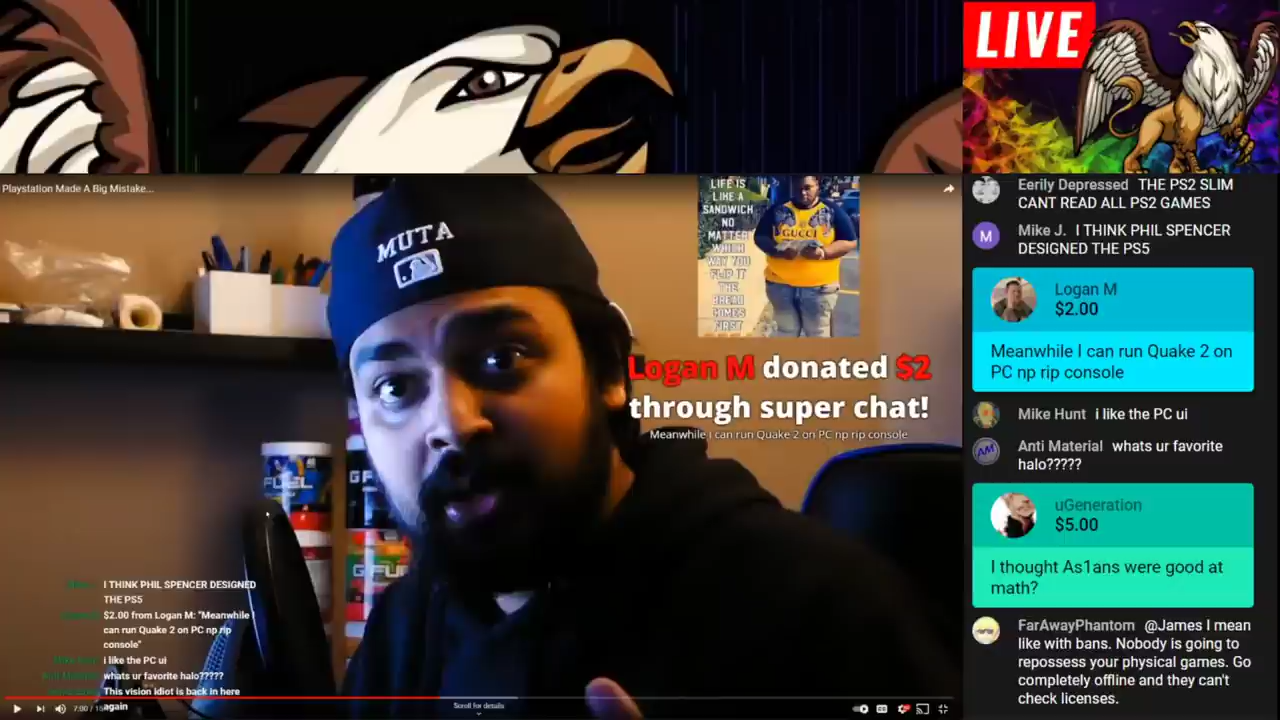 LIVE
Playstation Made A Big Mistake...
MUTA
LIFE IS
LIKE A
SANDWICH
NO
MATTER
WHICH
WAY YOU
FLIP IT
THE
BREAD
COMES
FIRST
GUCCI
Logan M donated $2
through super chat!
Meanwhile I can run Quake 2 on PC np rip console
I THINK PHIL SPENCER DESIGNED
THE PS5
$2.00 from Logan M: "Meanwhile I
can run Quake 2 on PC np rip
console"
i like the PC ui
whats ur favorite halo?????
This vision idiot is back in here
again
7:00
Scroll for details
Eerily Depressed THE PS2 SLIM
CANT READ ALL PS2 GAMES
M Mike J. I THINK PHIL SPENCER
DESIGNED THE PS5
Logan M
$2.00
Meanwhile I can run Quake 2 on
PC np rip console
Mike Hunt i like the PC ui
AM Anti Material whats ur favorite
halo?????
uGeneration
$5.00
I thought As1ans were good at
math?
FarAwayPhantom @James I mean
like with bans. Nobody is going to
repossess your physical games. Go
completely offline and they can't
check licenses.